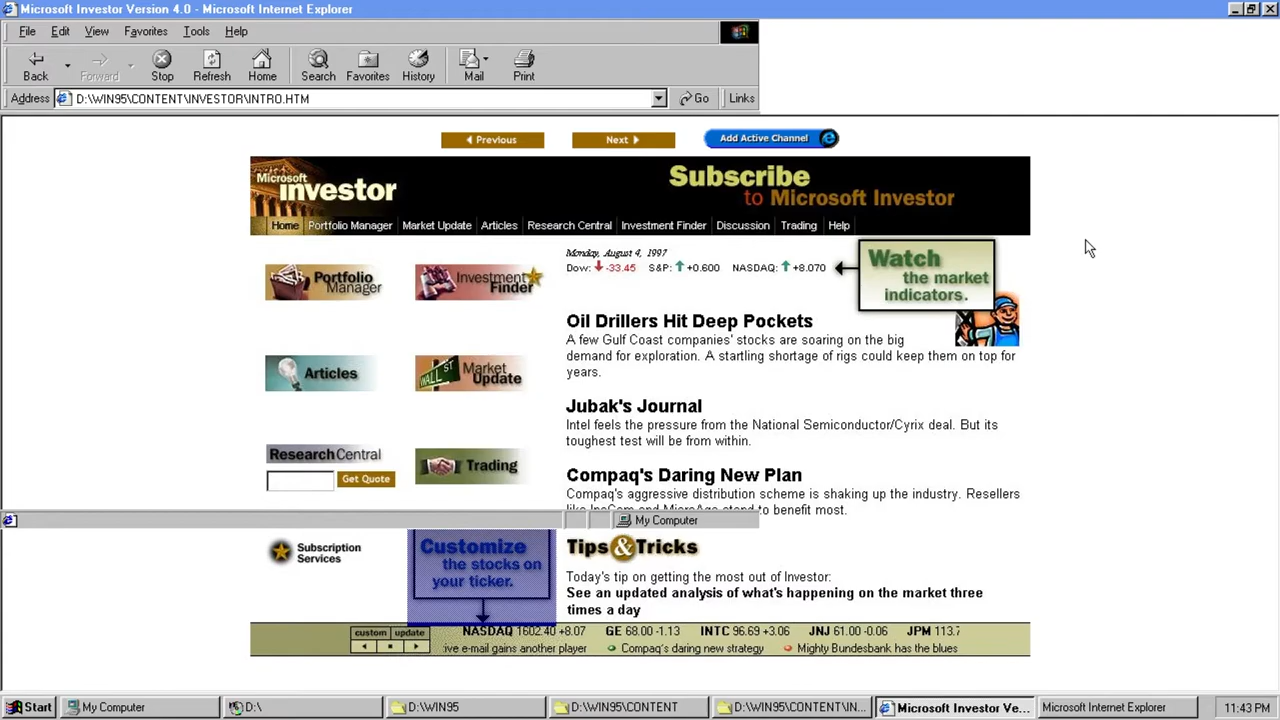 Microsoft Investor Version 4.0 - Microsoft Internet Explorer
File Edit View Favorites Tools Help
Back Forward Stop Refresh Home Search Favorites History Mail Print
Address D:\WIN95\CONTENT\INVESTOR\INTRO.HTM Go Links
Previous Next Add Active Channel
Microsoft
investor
Subscribe
to Microsoft Investor
Home Portfolio Manager Market Update Articles Research Central Investment Finder Discussion Trading Help
Monday, August 4, 1997
Dow: -33.45 S&P: +0.600 NASDAQ: +8.070
Watch
the market
indicators.
Portfolio
Manager
Investment
Finder
Oil Drillers Hit Deep Pockets
A few Gulf Coast companies' stocks are soaring on the big
demand for exploration. A startling shortage of rigs could keep them on top for
years.
Articles
WALL ST
Market
Update
Jubak's Journal
Intel feels the pressure from the National Semiconductor/Cyrix deal. But its
toughest test will be from within.
Research Central
Get Quote
Trading
Compaq's Daring New Plan
Compaq's aggressive distribution scheme is shaking up the industry. Resellers
like InaCom and MicroAge stand to benefit most.
My Computer
Subscription
Services
Customize
the stocks on
your ticker.
Tips & Tricks
Today's tip on getting the most out of Investor:
See an updated analysis of what's happening on the market three
times a day
custom update
NASDAQ 1602.40 +8.07 GE 68.00 -1.13 INTC 96.69 +3.06 JNJ 61.00 -0.06 JPM 113.7
ive e-mail gains another player Compaq's daring new strategy Mighty Bundesbank has the blues
Start My Computer D:\ D:\WIN95 D:\WIN95\CONTENT D:\WIN95\CONTENT\IN... Microsoft Investor Ve... Microsoft Internet Explorer 11:43 PM